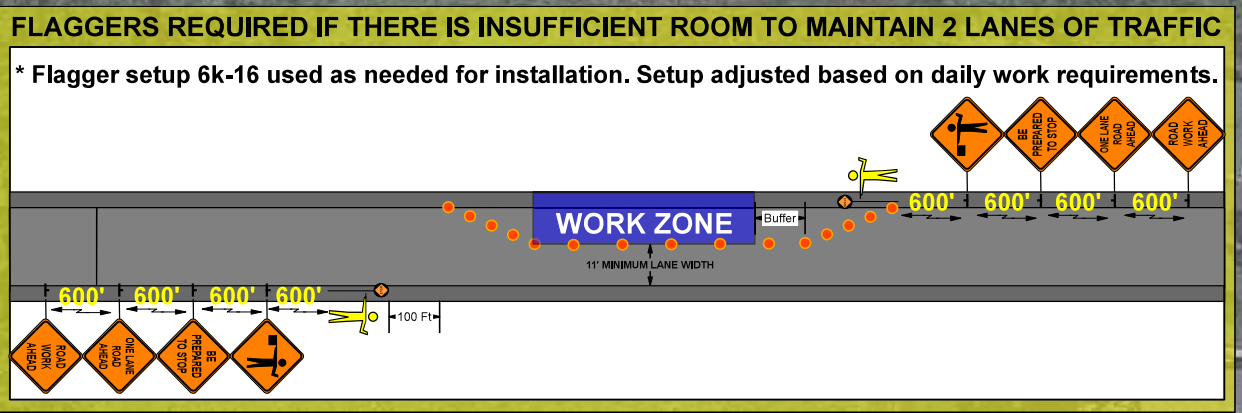 FLAGGERS REQUIRED IF THERE IS INSUFFICIENT ROOM TO MAINTAIN 2 LANES OF TRAFFIC
* Flagger setup 6k-16 used as needed for installation. Setup adjusted based on daily work requirements.
BE
PREPARED
TO STOP
ONE LANE
ROAD
AHEAD
ROAD
WORK
AHEAD
600'
600'
600'
600'
WORK ZONE
Buffer
11' MINIMUM LANE WIDTH
600'
600'
600'
600'
100 Ft
ROAD
WORK
AHEAD
ONE LANE
ROAD
AHEAD
BE
PREPARED
TO STOP